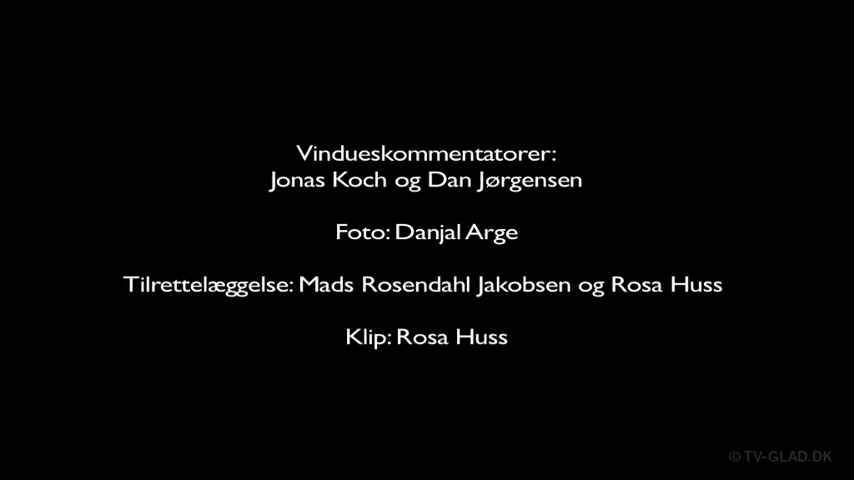 Vindueskommentatorer:
Jonas Koch og Dan Jørgensen
Foto: Danjal Arge
Tilrettelæggelse: Mads Rosendahl Jakobsen og Rosa Huss
Klip: Rosa Huss
© TV-GLAD.DK